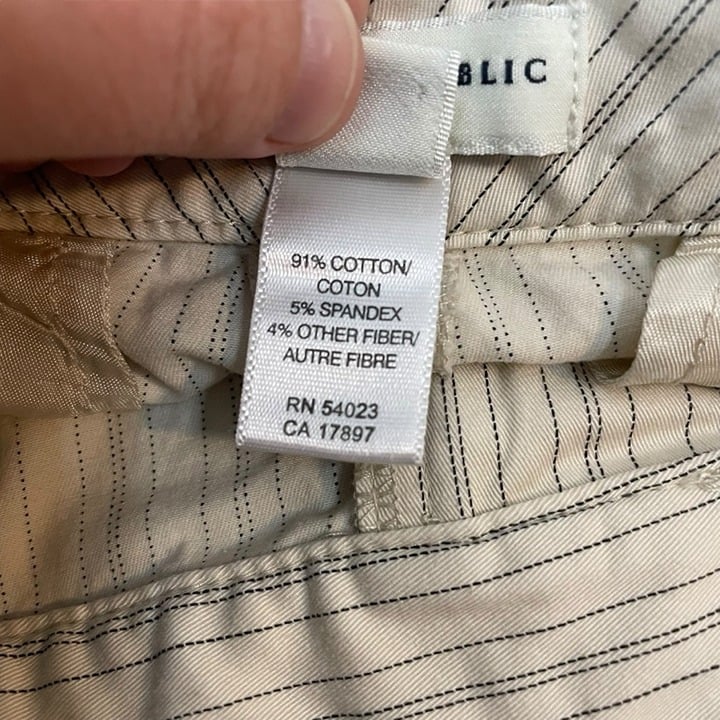 BLIC
91% COTTON/
COTON
5% SPANDEX
4% OTHER FIBER/
AUTRE FIBRE
RN 54023
CA 17897